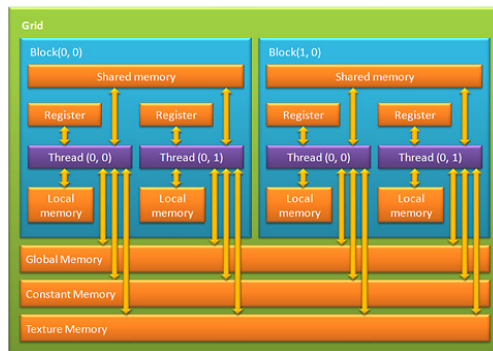 Grid
Block(0, 0)
Shared memory
Register
Register
Thread (0, 0)
Thread (0, 1)
Local
memory
Local
memory
Block(1, 0)
Shared memory
Register
Register
Thread (0, 0)
Thread (0, 1)
Local
memory
Local
memory
Global Memory
Constant Memory
Texture Memory